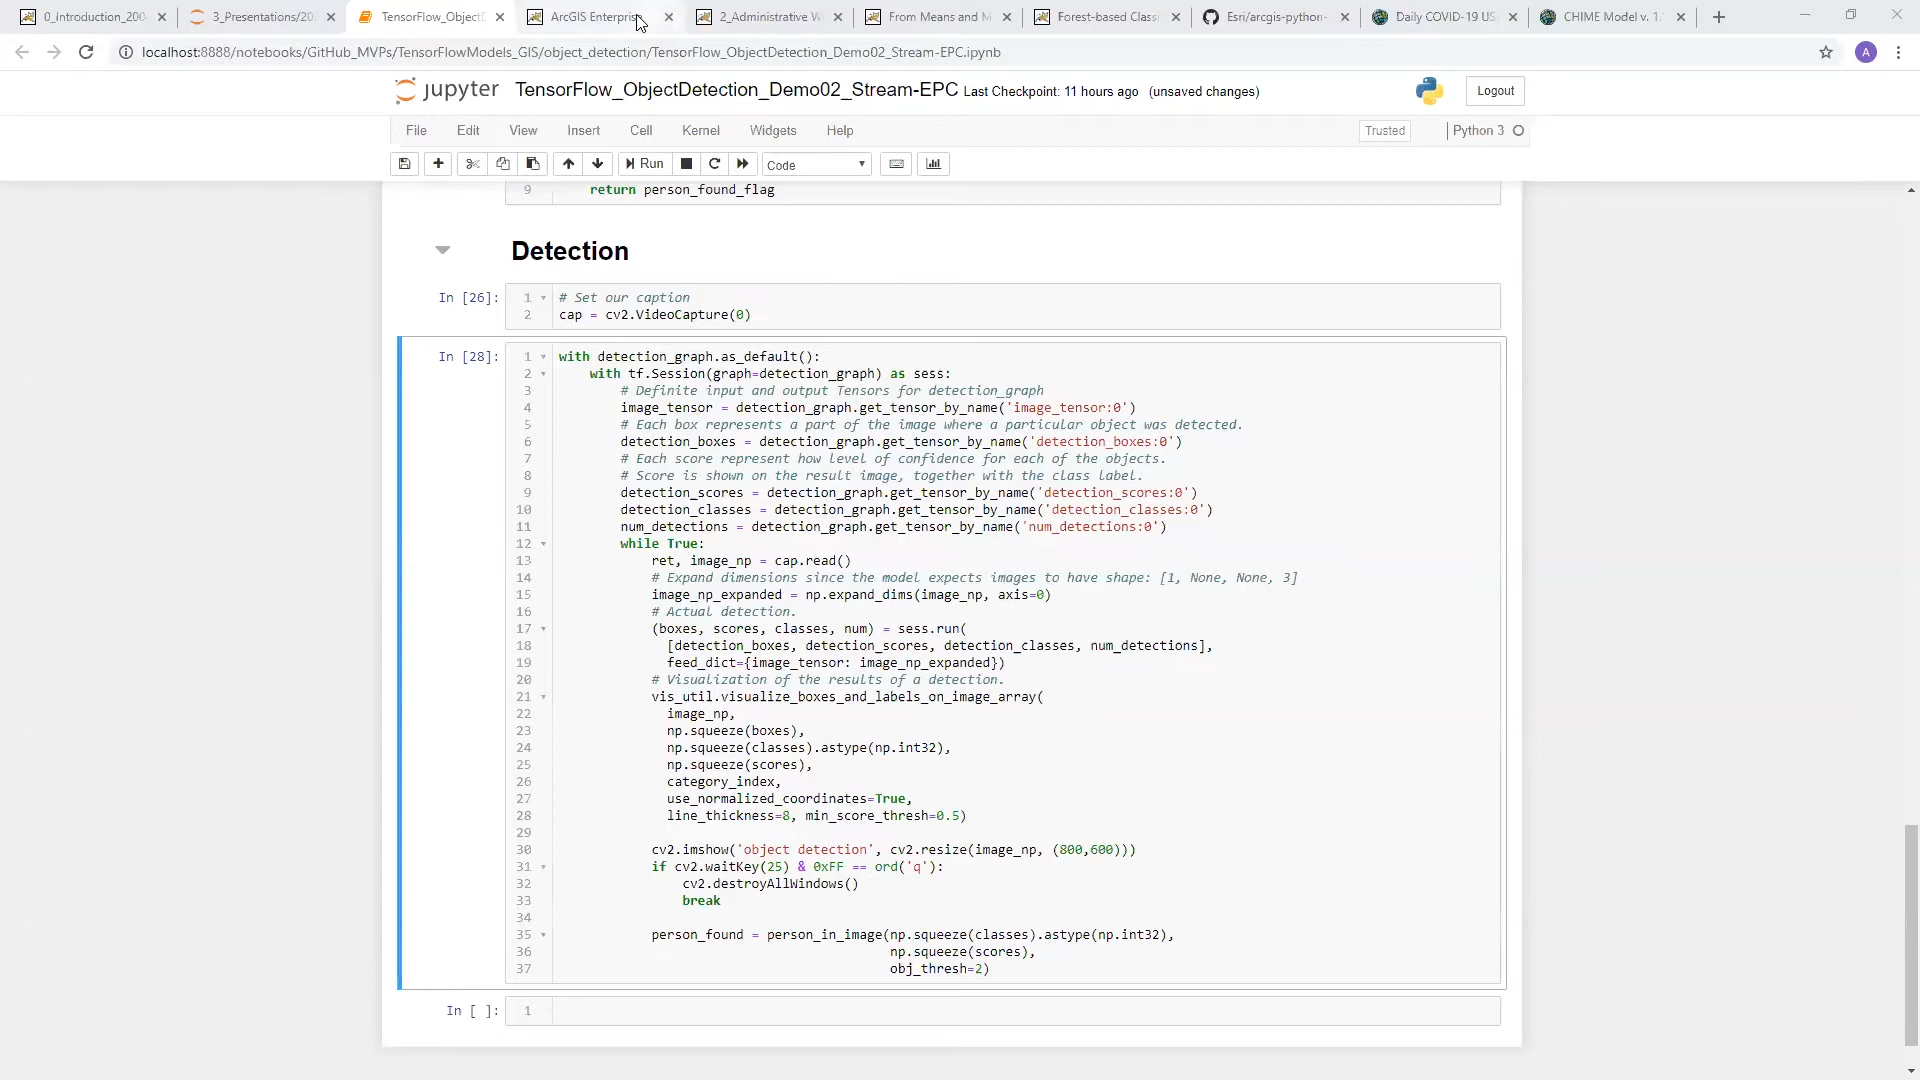 0_Introduction_200
3_Presentations/20
TensorFlow_Object
ArcGIS Enterpris
2_Administrative W
From Means and M
Forest-based Classi
Esri/arcgis-python-
Daily COVID-19 US
CHIME Model v. 1.
localhost:8888/notebooks/GitHub_MVPs/TensorFlowModels_GIS/object_detection/TensorFlow_ObjectDetection_Demo02_Stream-EPC.ipynb
A
jupyter TensorFlow_ObjectDetection_Demo02_Stream-EPC Last Checkpoint: 11 hours ago (unsaved changes)
Logout
File Edit View Insert Cell Kernel Widgets Help
Trusted
Python 3
Run
Code
9 return person_found_flag
Detection
In [26]:
1 # Set our caption
2 cap = cv2.VideoCapture(0)
In [28]:
1 with detection_graph.as_default():
2 with tf.Session(graph=detection_graph) as sess:
3 # Definite input and output Tensors for detection_graph
4 image_tensor = detection_graph.get_tensor_by_name('image_tensor:0')
5 # Each box represents a part of the image where a particular object was detected.
6 detection_boxes = detection_graph.get_tensor_by_name('detection_boxes:0')
7 # Each score represent how level of confidence for each of the objects.
8 # Score is shown on the result image, together with the class label.
9 detection_scores = detection_graph.get_tensor_by_name('detection_scores:0')
10 detection_classes = detection_graph.get_tensor_by_name('detection_classes:0')
11 num_detections = detection_graph.get_tensor_by_name('num_detections:0')
12 while True:
13 ret, image_np = cap.read()
14 # Expand dimensions since the model expects images to have shape: [1, None, None, 3]
15 image_np_expanded = np.expand_dims(image_np, axis=0)
16 # Actual detection.
17 (boxes, scores, classes, num) = sess.run(
18 [detection_boxes, detection_scores, detection_classes, num_detections],
19 feed_dict={image_tensor: image_np_expanded})
20 # Visualization of the results of a detection.
21 vis_util.visualize_boxes_and_labels_on_image_array(
22 image_np,
23 np.squeeze(boxes),
24 np.squeeze(classes).astype(np.int32),
25 np.squeeze(scores),
26 category_index,
27 use_normalized_coordinates=True,
28 line_thickness=8, min_score_thresh=0.5)
29
30 cv2.imshow('object detection', cv2.resize(image_np, (800,600)))
31 if cv2.waitKey(25) & 0xFF == ord('q'):
32 cv2.destroyAllWindows()
33 break
34
35 person_found = person_in_image(np.squeeze(classes).astype(np.int32),
36 np.squeeze(scores),
37 obj_thresh=2)
In [ ]:
1